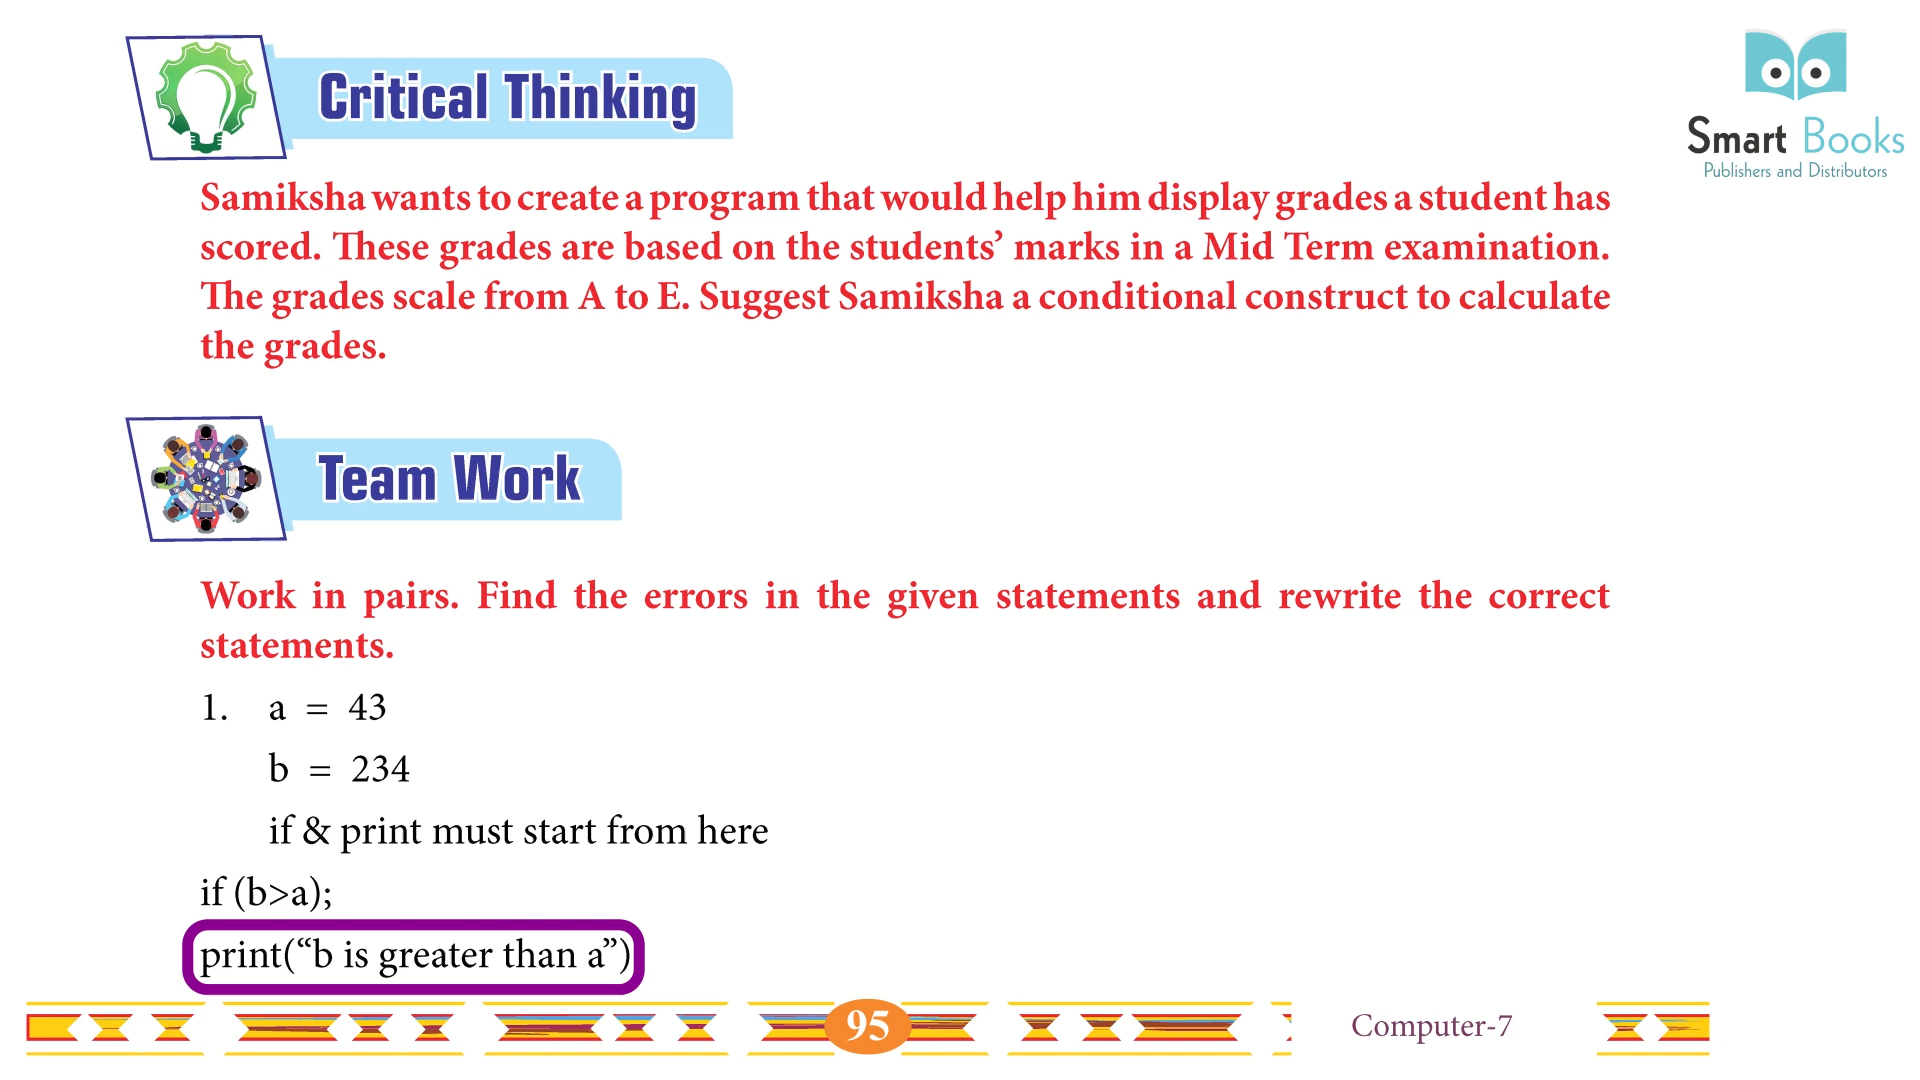 Critical Thinking
Smart Books
Publishers and Distributors
Samiksha wants to create a program that would help him display grades a student has
scored. These grades are based on the students’ marks in a Mid Term examination.
The grades scale from A to E. Suggest Samiksha a conditional construct to calculate
the grades.
Team Work
Work in pairs. Find the errors in the given statements and rewrite the correct
statements.
1. a = 43
b = 234
if & print must start from here
if (b>a);
print(“b is greater than a”)
95
Computer-7